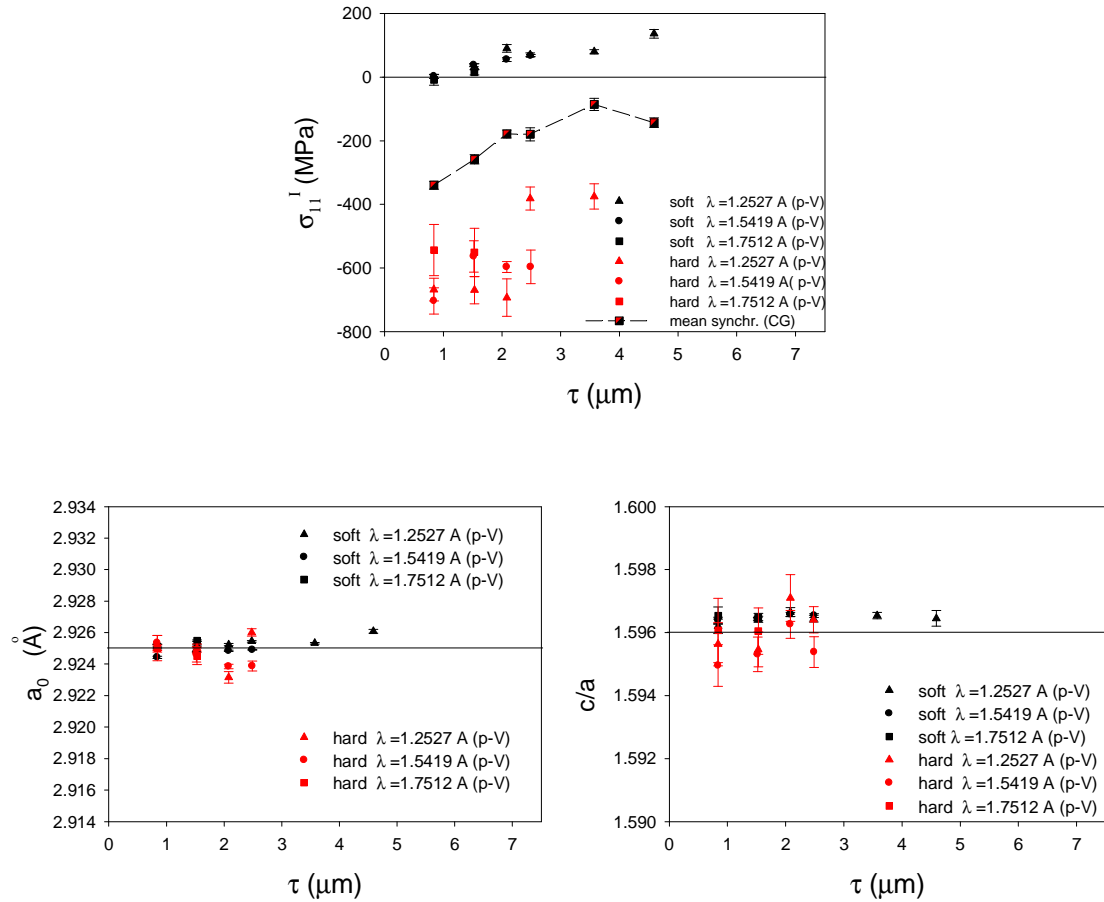 200
0
-200
-400
-600
-800
σ11^I (MPa)
soft λ=1.2527 A (p-V)
soft λ=1.5419 A (p-V)
soft λ=1.7512 A (p-V)
hard λ=1.2527 A (p-V)
hard λ=1.5419 A( p-V)
hard λ=1.7512 A (p-V)
mean synchr. (CG)
0 1 2 3 4 5 6 7
τ (μm)
2.934
2.932
2.930
2.928
2.926
2.924
2.922
2.920
2.918
2.916
2.914
a0 (Å)
soft λ=1.2527 A (p-V)
soft λ=1.5419 A (p-V)
soft λ=1.7512 A (p-V)
hard λ=1.2527 A (p-V)
hard λ=1.5419 A (p-V)
hard λ=1.7512 A (p-V)
0 1 2 3 4 5 6 7
τ (μm)
1.600
1.598
1.596
1.594
1.592
1.590
c/a
soft λ=1.2527 A (p-V)
soft λ=1.5419 A (p-V)
soft λ=1.7512 A (p-V)
hard λ=1.2527 A (p-V)
hard λ=1.5419 A (p-V)
hard λ=1.7512 A (p-V)
0 1 2 3 4 5 6 7
τ (μm)